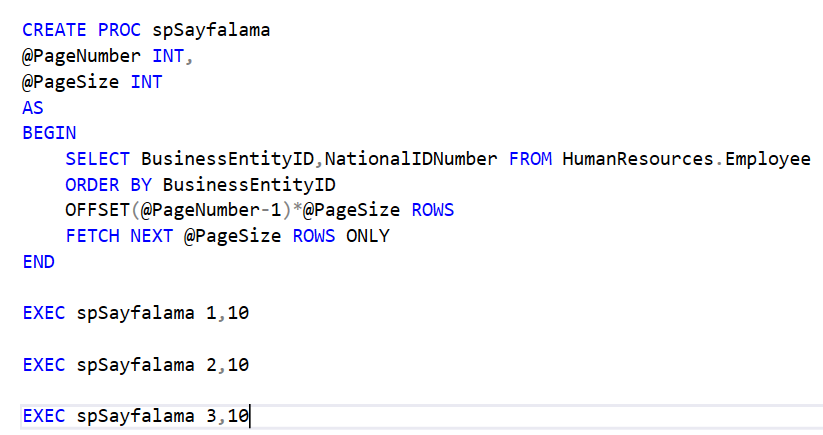 CREATE PROC spSayfalama
@PageNumber INT,
@PageSize INT
AS
BEGIN
    SELECT BusinessEntityID,NationalIDNumber FROM HumanResources.Employee
    ORDER BY BusinessEntityID
    OFFSET(@PageNumber-1)*@PageSize ROWS
    FETCH NEXT @PageSize ROWS ONLY
END
EXEC spSayfalama 1,10
EXEC spSayfalama 2,10
EXEC spSayfalama 3,10